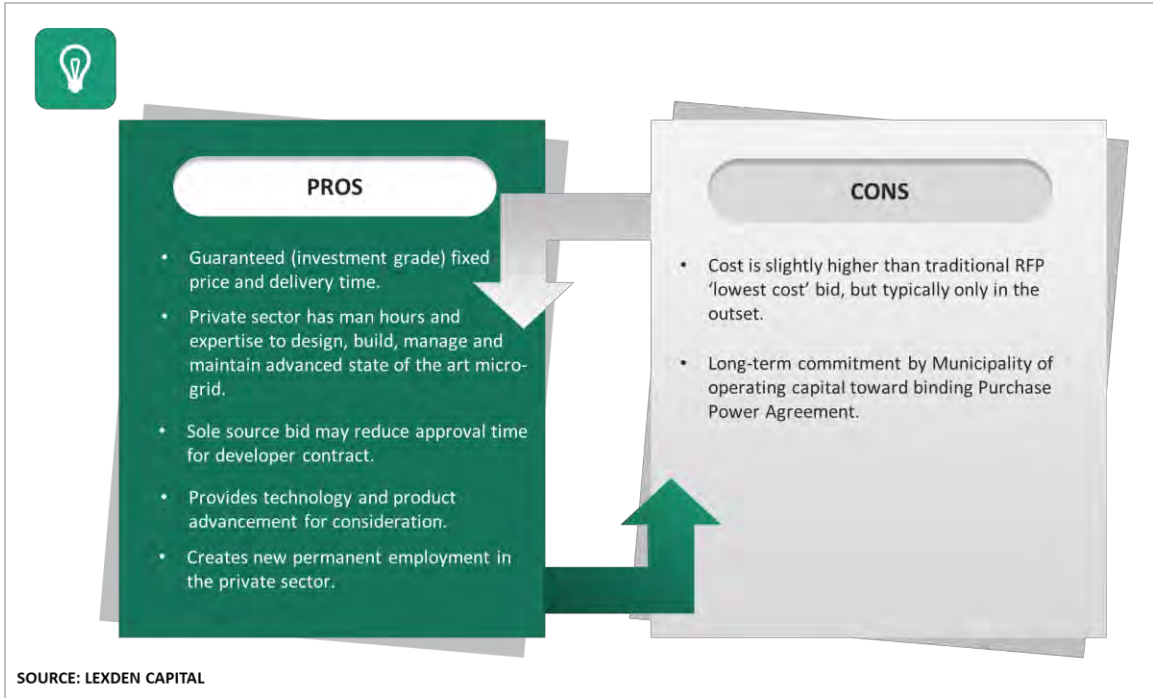 PROS
• Guaranteed (investment grade) fixed
price and delivery time.
• Private sector has man hours and
expertise to design, build, manage and
maintain advanced state of the art micro-
grid.
• Sole source bid may reduce approval time
for developer contract.
• Provides technology and product
advancement for consideration.
• Creates new permanent employment in
the private sector.
CONS
• Cost is slightly higher than traditional RFP
‘lowest cost’ bid, but typically only in the
outset.
• Long-term commitment by Municipality of
operating capital toward binding Purchase
Power Agreement.
SOURCE: LEXDEN CAPITAL